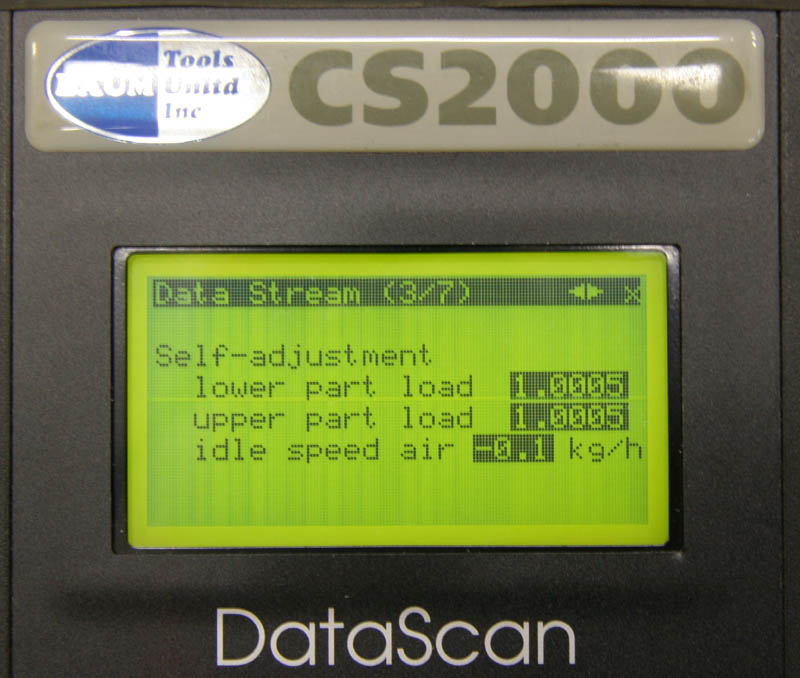 BAUM Tools
Unltd
Inc
CS2000
Data Stream (3/7)
Self-adjustment
lower part load 1.0005
upper part load 1.0005
idle speed air -0.1 kg/h
DataScan